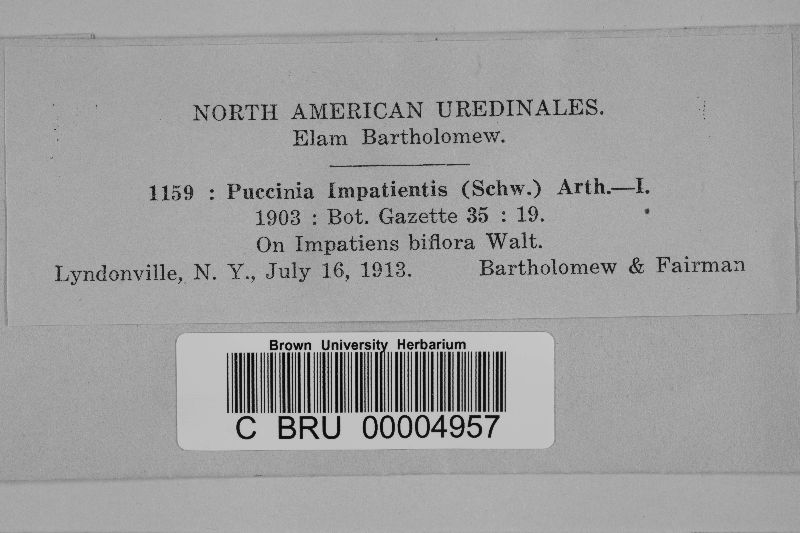 NORTH AMERICAN UREDINALES.
Elam Bartholomew.
1159 : Puccinia Impatientis (Schw.) Arth.—I.
1903 : Bot. Gazette 35 : 19.
On Impatiens biflora Walt.
Lyndonville, N. Y., July 16, 1913. Bartholomew & Fairman
Brown University Herbarium
C BRU 00004957